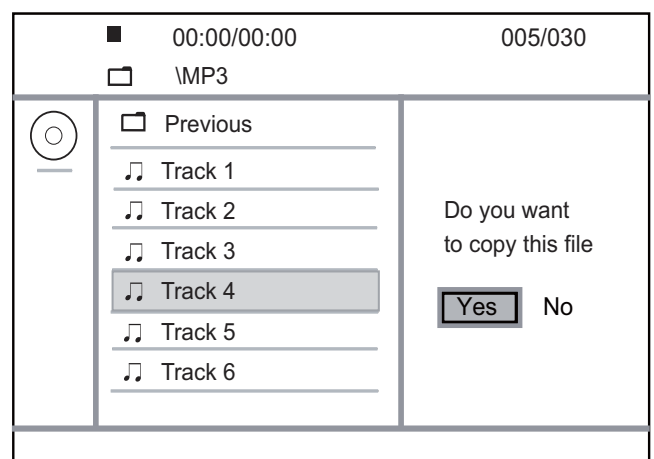 00:00/00:00 005/030
\MP3
Previous
Track 1
Track 2
Track 3
Track 4
Track 5
Track 6
Do you want
to copy this file
Yes No